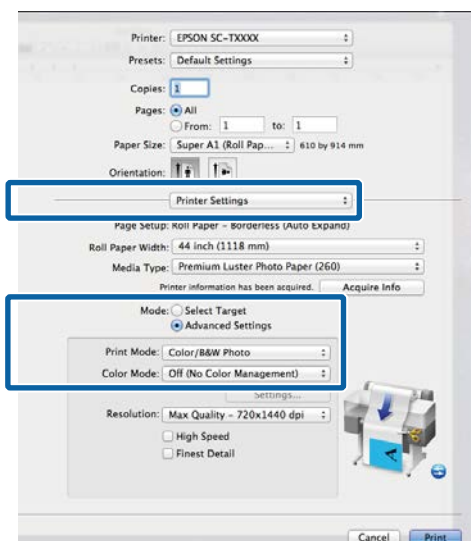 Printer: EPSON SC-TXXXX
Presets: Default Settings
Copies: 1
Pages: All
From: 1 to: 1
Paper Size: Super A1 (Roll Pap... 610 by 914 mm
Orientation:
Printer Settings
Page Setup: Roll Paper - Borderless (Auto Expand)
Roll Paper Width: 44 inch (1118 mm)
Media Type: Premium Luster Photo Paper (260)
Printer information has been acquired. Acquire Info
Mode: Select Target
Advanced Settings
Print Mode: Color/B&W Photo
Color Mode: Off (No Color Management)
Settings...
Resolution: Max Quality - 720x1440 dpi
High Speed
Finest Detail
Cancel Print